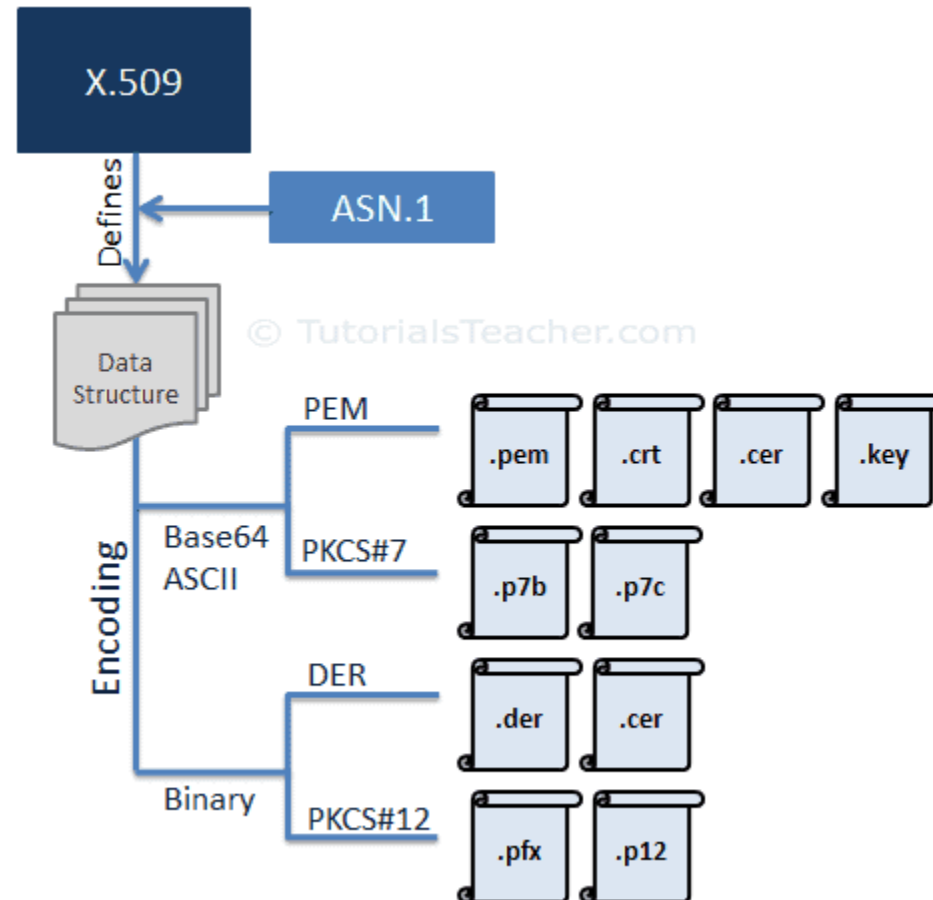 X.509
Defines
ASN.1
© TutorialsTeacher.com
Data
Structure
Encoding
Base64
ASCII
PEM
.pem
.crt
.cer
.key
PKCS#7
.p7b
.p7c
Binary
DER
.der
.cer
PKCS#12
.pfx
.p12